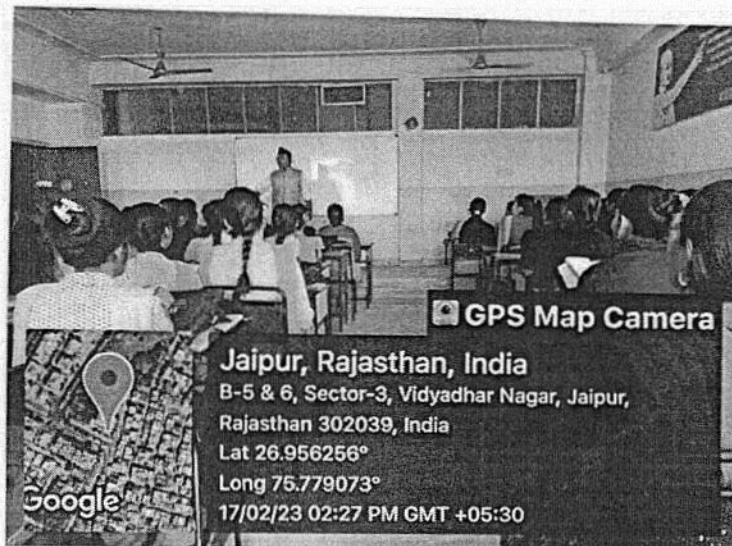 GPS Map Camera
Jaipur, Rajasthan, India
B-5 & 6, Sector-3, Vidyadhar Nagar, Jaipur,
Rajasthan 302039, India
Lat 26.956256°
Long 75.779073°
17/02/23 02:27 PM GMT +05:30
Google